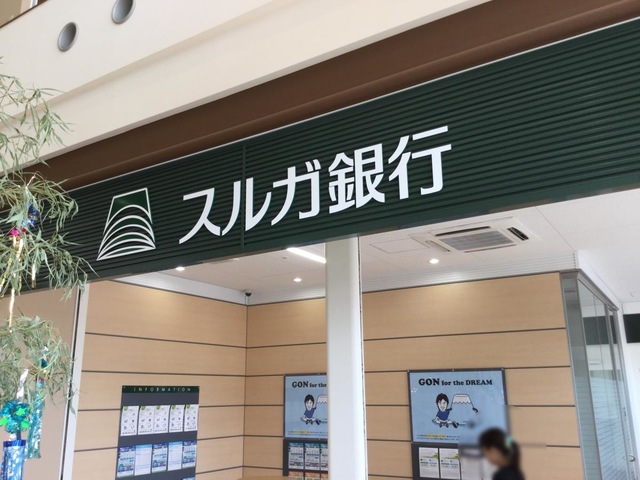 スルガ銀行
INFORMATION
GON for the DREAM
GON for the DREAM